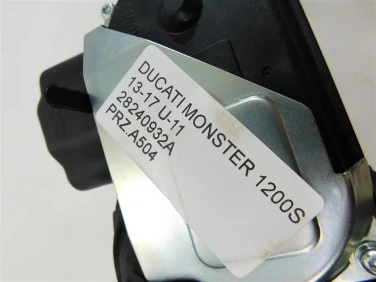 DUCATI MONSTER 1200S
13-17 U-11
28240932A
PRZ.A504